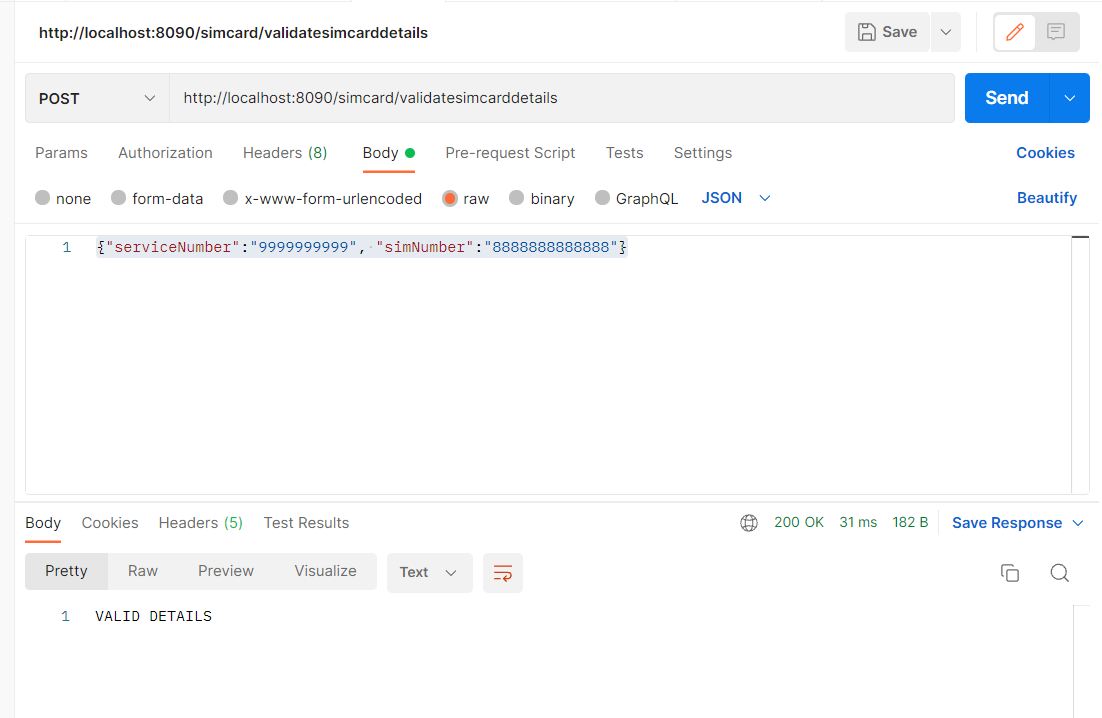 http://localhost:8090/simcard/validatesimcarddetails
Save
POST
http://localhost:8090/simcard/validatesimcarddetails
Send
Params Authorization Headers (8) Body Pre-request Script Tests Settings Cookies
none form-data x-www-form-urlencoded raw binary GraphQL JSON Beautify
1 {"serviceNumber":"9999999999", "simNumber":"8888888888888"}
Body Cookies Headers (5) Test Results 200 OK 31 ms 182 B Save Response
Pretty Raw Preview Visualize Text
1 VALID DETAILS